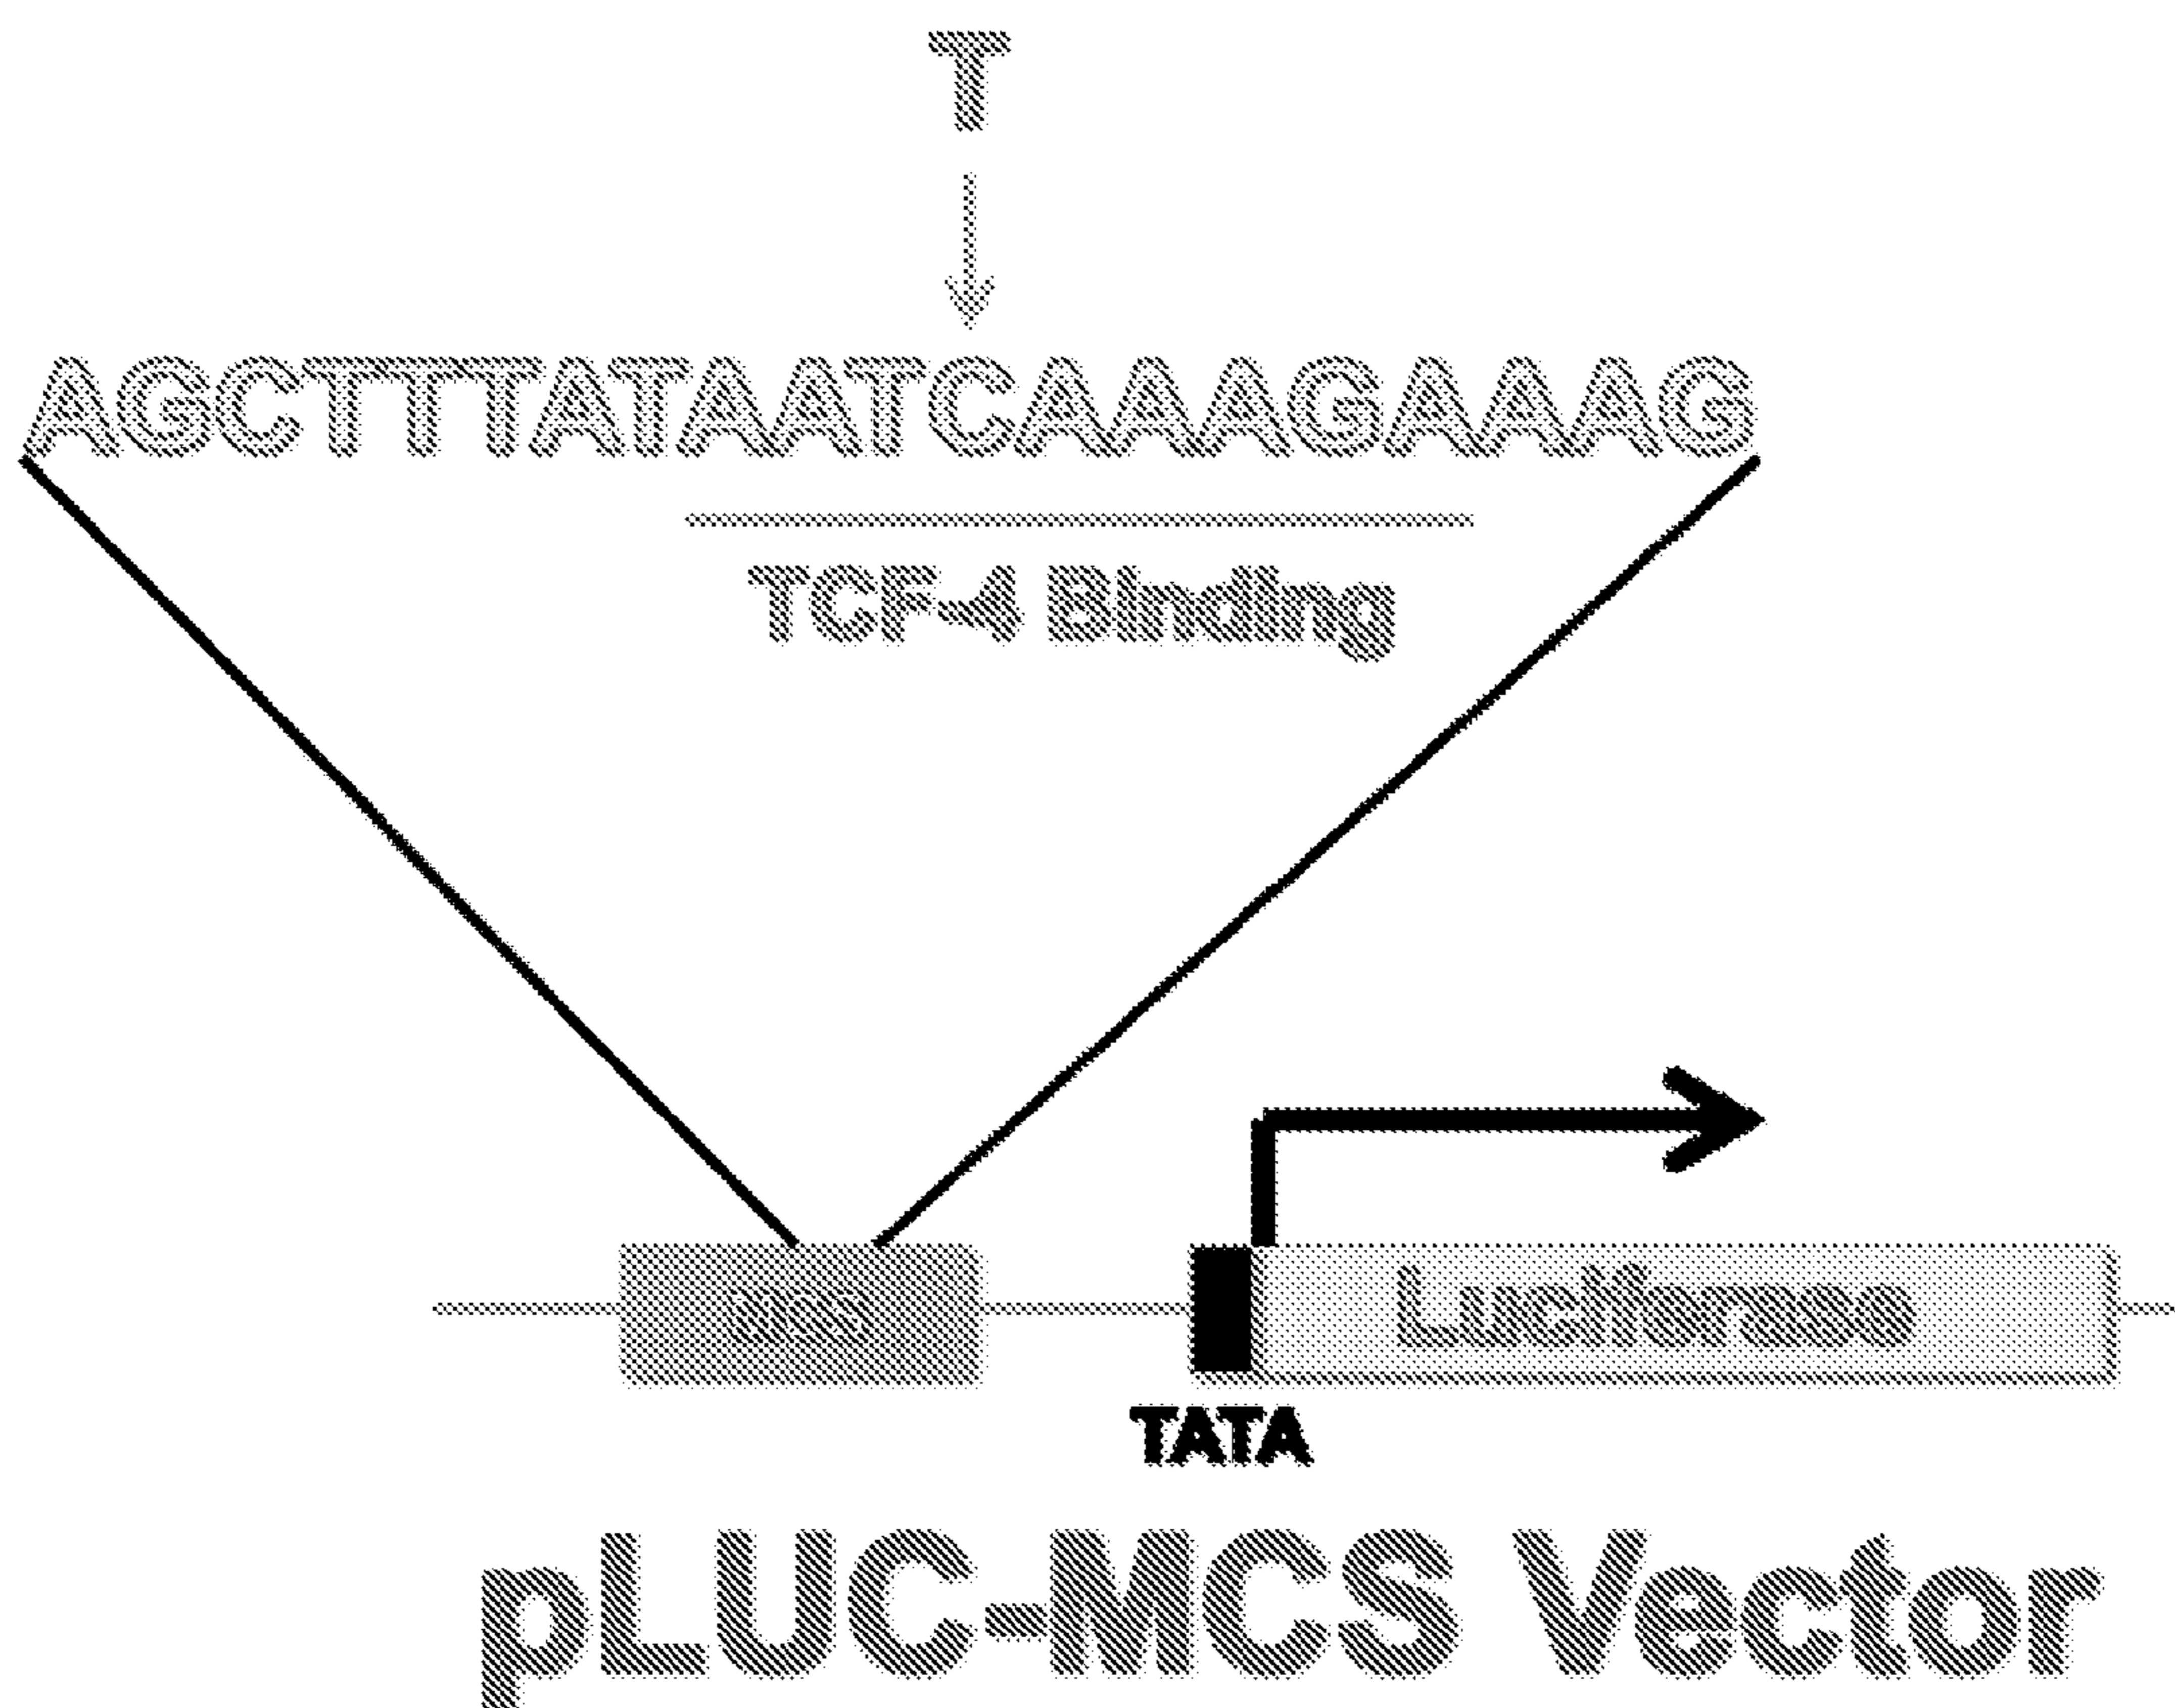 T
AGCTTTATAATCAAAGAAAG
TCF-4 Binding
Luciferase
TATA
pLUC-MCS Vector